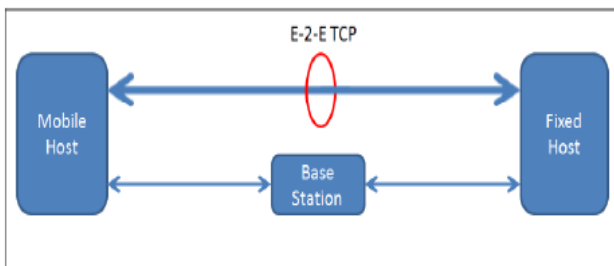 E-2-E TCP
Mobile
Host
Fixed
Host
Base
Station